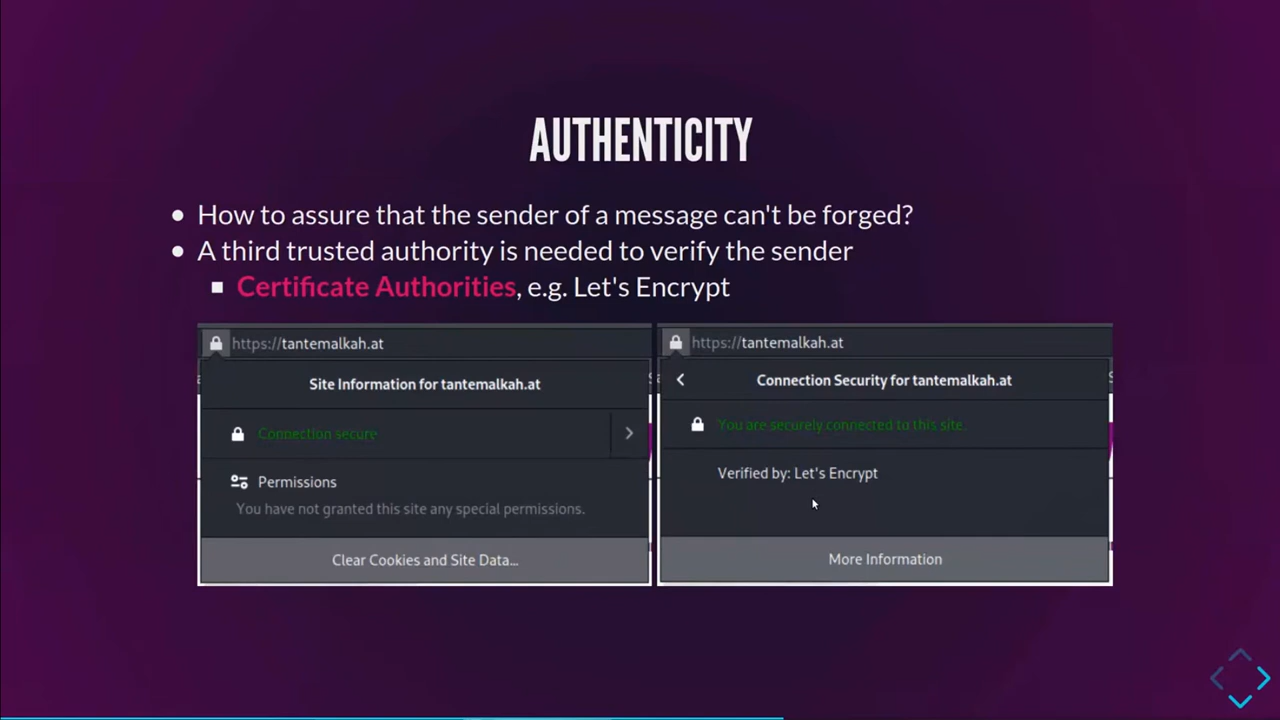 AUTHENTICITY
How to assure that the sender of a message can't be forged?
A third trusted authority is needed to verify the sender
Certificate Authorities, e.g. Let's Encrypt
https://tantemalkah.at
Site Information for tantemalkah.at
Connection secure
Permissions
You have not granted this site any special permissions.
Clear Cookies and Site Data...
https://tantemalkah.at
Connection Security for tantemalkah.at
You are securely connected to this site.
Verified by: Let's Encrypt
More Information